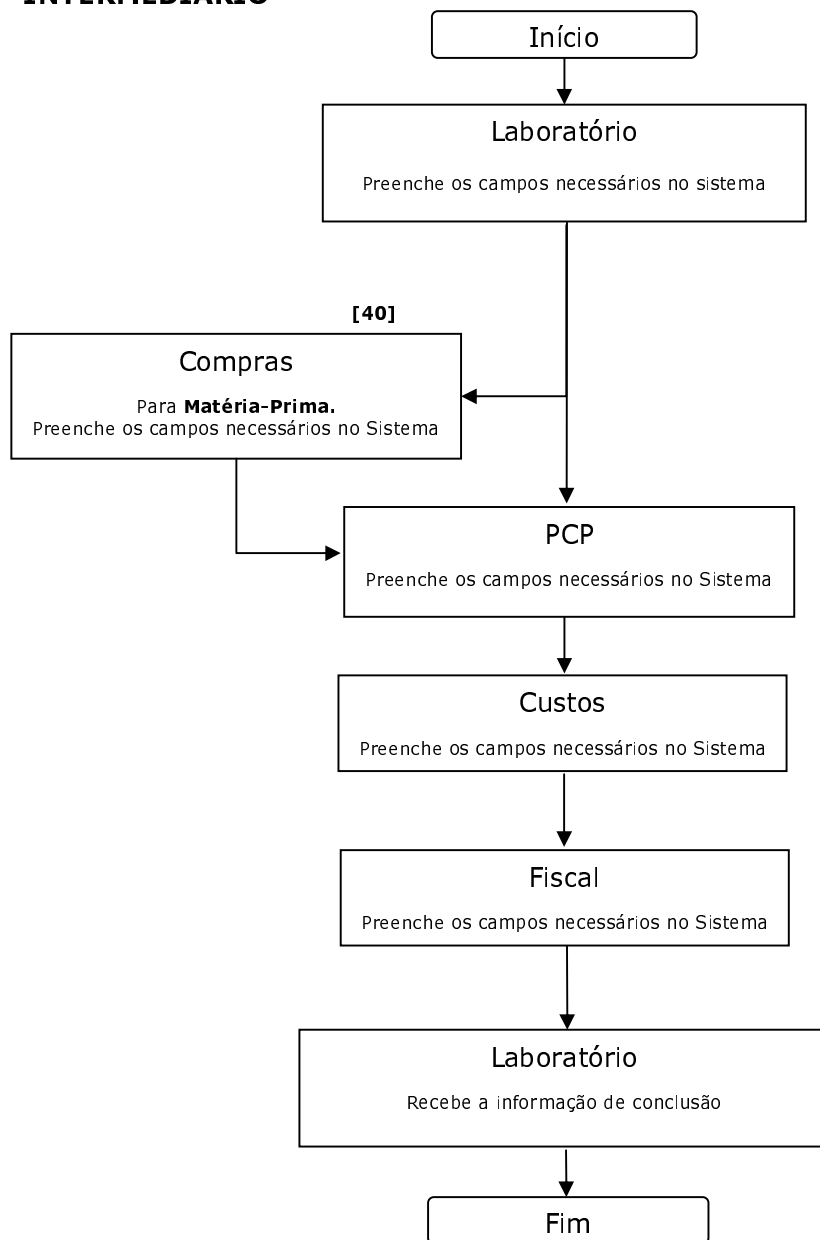 INTERMEDIÁRIO
Início
Laboratório
Preenche os campos necessários no sistema
[40]
Compras
Para Matéria-Prima.
Preenche os campos necessários no Sistema
PCP
Preenche os campos necessários no Sistema
Custos
Preenche os campos necessários no Sistema
Fiscal
Preenche os campos necessários no Sistema
Laboratório
Recebe a informação de conclusão
Fim